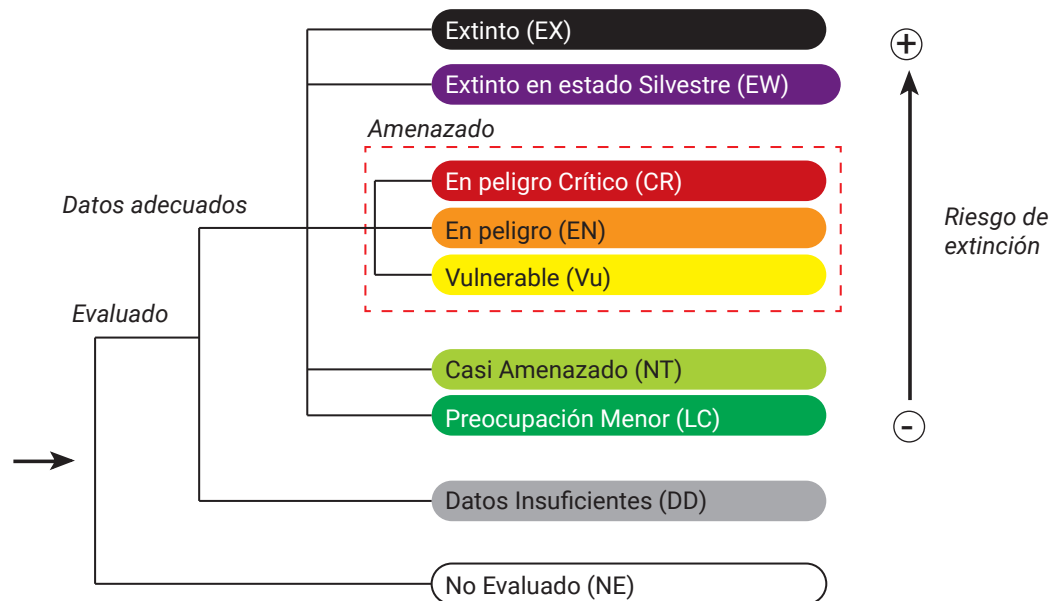 Extinto (EX)
+
Extinto en estado Silvestre (EW)
Amenazado
En peligro Crítico (CR)
Datos adecuados
En peligro (EN)
Riesgo de
extinción
Vulnerable (Vu)
Evaluado
Casi Amenazado (NT)
Preocupación Menor (LC)
-
Datos Insuficientes (DD)
No Evaluado (NE)